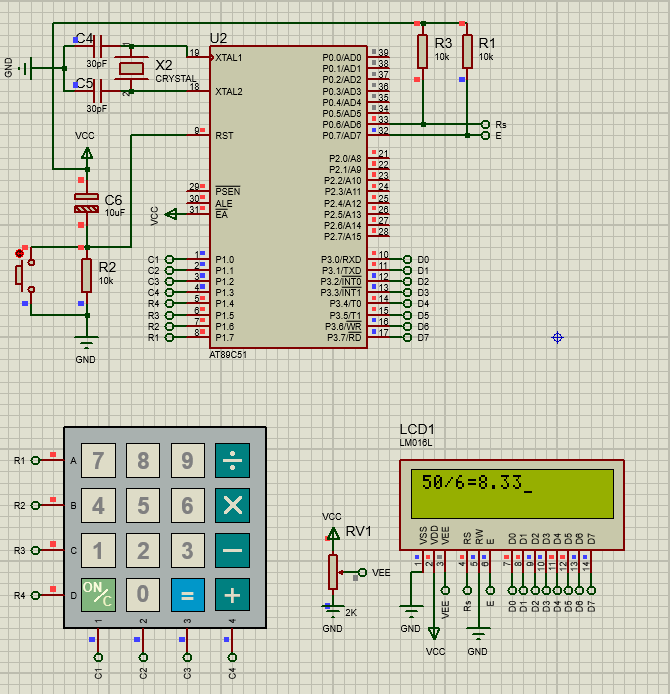 C4
30pF
C5
30pF
GND
X2
CRYSTAL
VCC
C6
10uF
R2
10k
GND
U2
19 XTAL1
18 XTAL2
9 RST
29 PSEN
30 ALE
31 EA
VCC
C1 1 P1.0
C2 2 P1.1
C3 3 P1.2
C4 4 P1.3
R4 5 P1.4
R3 6 P1.5
R2 7 P1.6
R1 8 P1.7
AT89C51
P0.0/AD0 39
P0.1/AD1 38
P0.2/AD2 37
P0.3/AD3 36
P0.4/AD4 35
P0.5/AD5 34
P0.6/AD6 33 Rs
P0.7/AD7 32 E
P2.0/A8 21
P2.1/A9 22
P2.2/A10 23
P2.3/A11 24
P2.4/A12 25
P2.5/A13 26
P2.6/A14 27
P2.7/A15 28
P3.0/RXD 10 D0
P3.1/TXD 11 D1
P3.2/INT0 12 D2
P3.3/INT1 13 D3
P3.4/T0 14 D4
P3.5/T1 15 D5
P3.6/WR 16 D6
P3.7/RD 17 D7
R3
10k
R1
10k
R1 A 7 8 9 ÷
R2 B 4 5 6 ×
R3 C 1 2 3 −
R4 D ON/C 0 = +
1 2 3 4
C1 C2 C3 C4
VCC
RV1
VEE
2K
GND
LCD1
LM016L
50/6=8.33_
VSS VDD VEE RS RW E D0 D1 D2 D3 D4 D5 D6 D7
1 2 3 4 5 6 7 8 9 10 11 12 13 14
VEE Rs E D0 D1 D2 D3 D4 D5 D6 D7
GND
VCC
GND